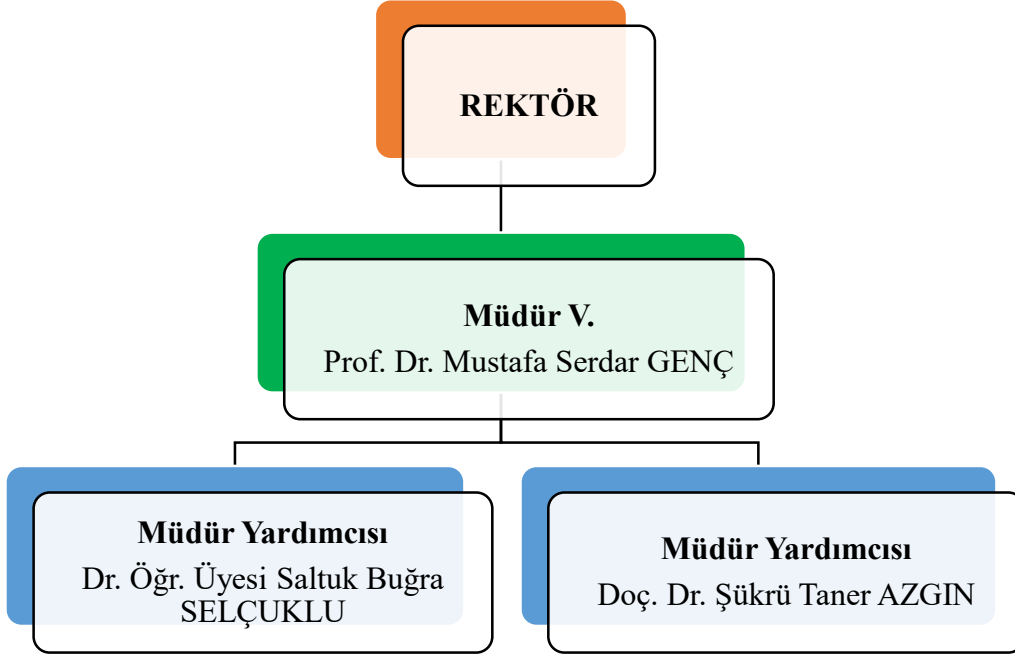 REKTÖR
Müdür V.
Prof. Dr. Mustafa Serdar GENÇ
Müdür Yardımcısı
Dr. Öğr. Üyesi Saltuk Buğra
SELÇUKLU
Müdür Yardımcısı
Doç. Dr. Şükrü Taner AZGIN